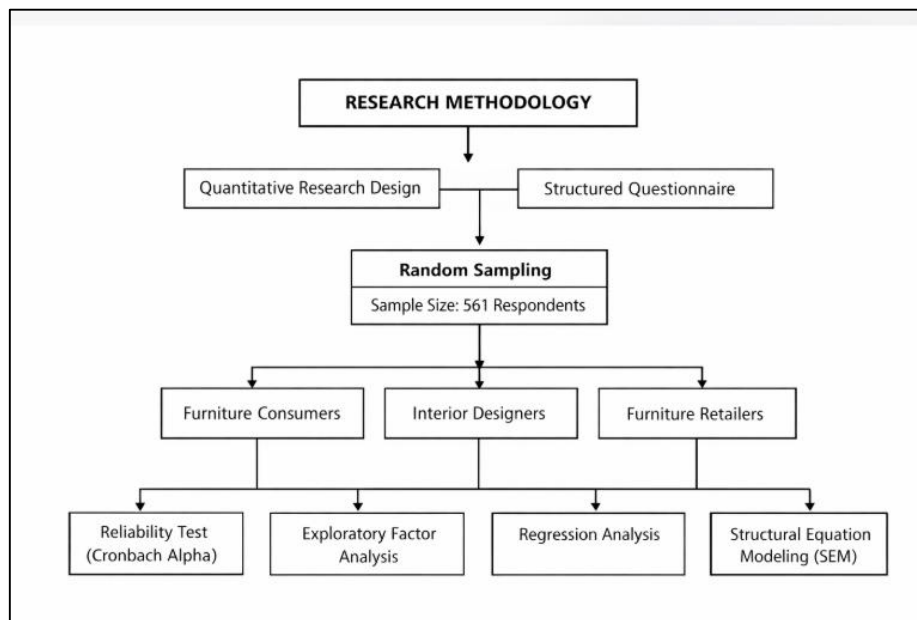 RESEARCH METHODOLOGY
Quantitative Research Design
Structured Questionnaire
Random Sampling
Sample Size: 561 Respondents
Furniture Consumers
Interior Designers
Furniture Retailers
Reliability Test
(Cronbach Alpha)
Exploratory Factor
Analysis
Regression Analysis
Structural Equation
Modeling (SEM)